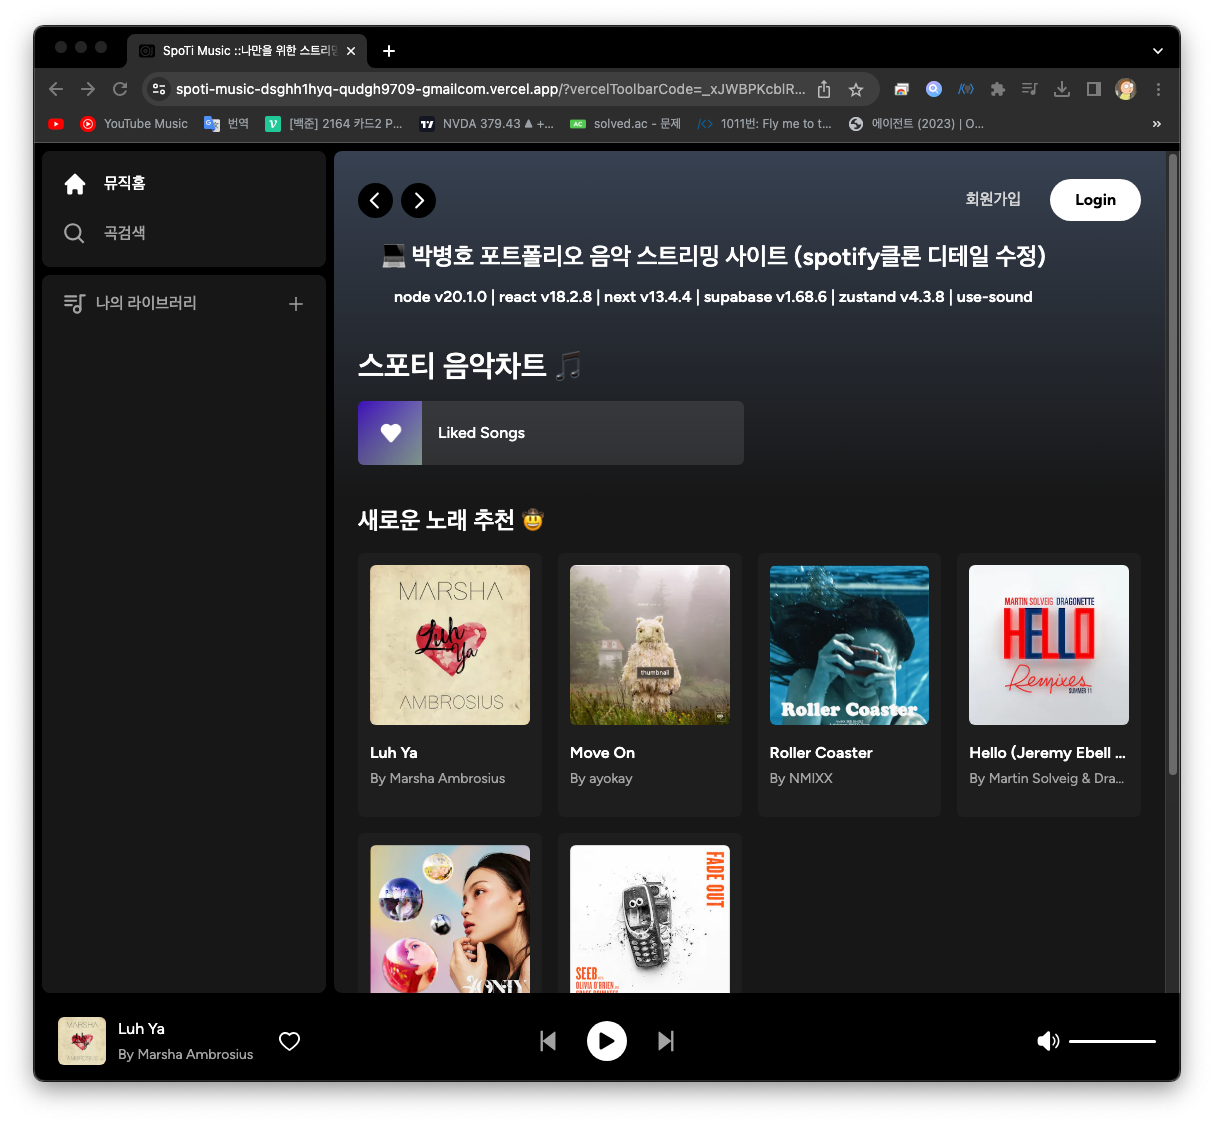 SpoTi Music ::나만을 위한 스트리밍
spoti-music-dsghh1hyq-qudgh9709-gmailcom.vercel.app/?vercelToolbarCode=_xJWBPKcblR...
YouTube Music
번역
[백준] 2164 카드2 P...
NVDA 379.43 ▲ +...
solved.ac - 문제
1011번: Fly me to t...
에이전트 (2023) | O...
»
뮤직홈
곡검색
나의 라이브러리
회원가입
Login
💻 박병호 포트폴리오 음악 스트리밍 사이트 (spotify클론 디테일 수정)
node v20.1.0 | react v18.2.8 | next v13.4.4 | supabase v1.68.6 | zustand v4.3.8 | use-sound
스포티 음악차트 🎵
Liked Songs
새로운 노래 추천 🤠
MARSHA
Luh Ya
AMBROSIUS
thumbnail
Roller Coaster
MARTIN SOLVEIG DRAGONETTE
HELLO
Remixes
SUMMER 11
Luh Ya
By Marsha Ambrosius
Move On
By ayokay
Roller Coaster
By NMIXX
Hello (Jeremy Ebell ...
By Martin Solveig & Dra...
FADE OUT
SEEB
OLIVIA O'BRIEN
SPACE PRIMATES
MARSHA
AMBROSIUS
Luh Ya
By Marsha Ambrosius